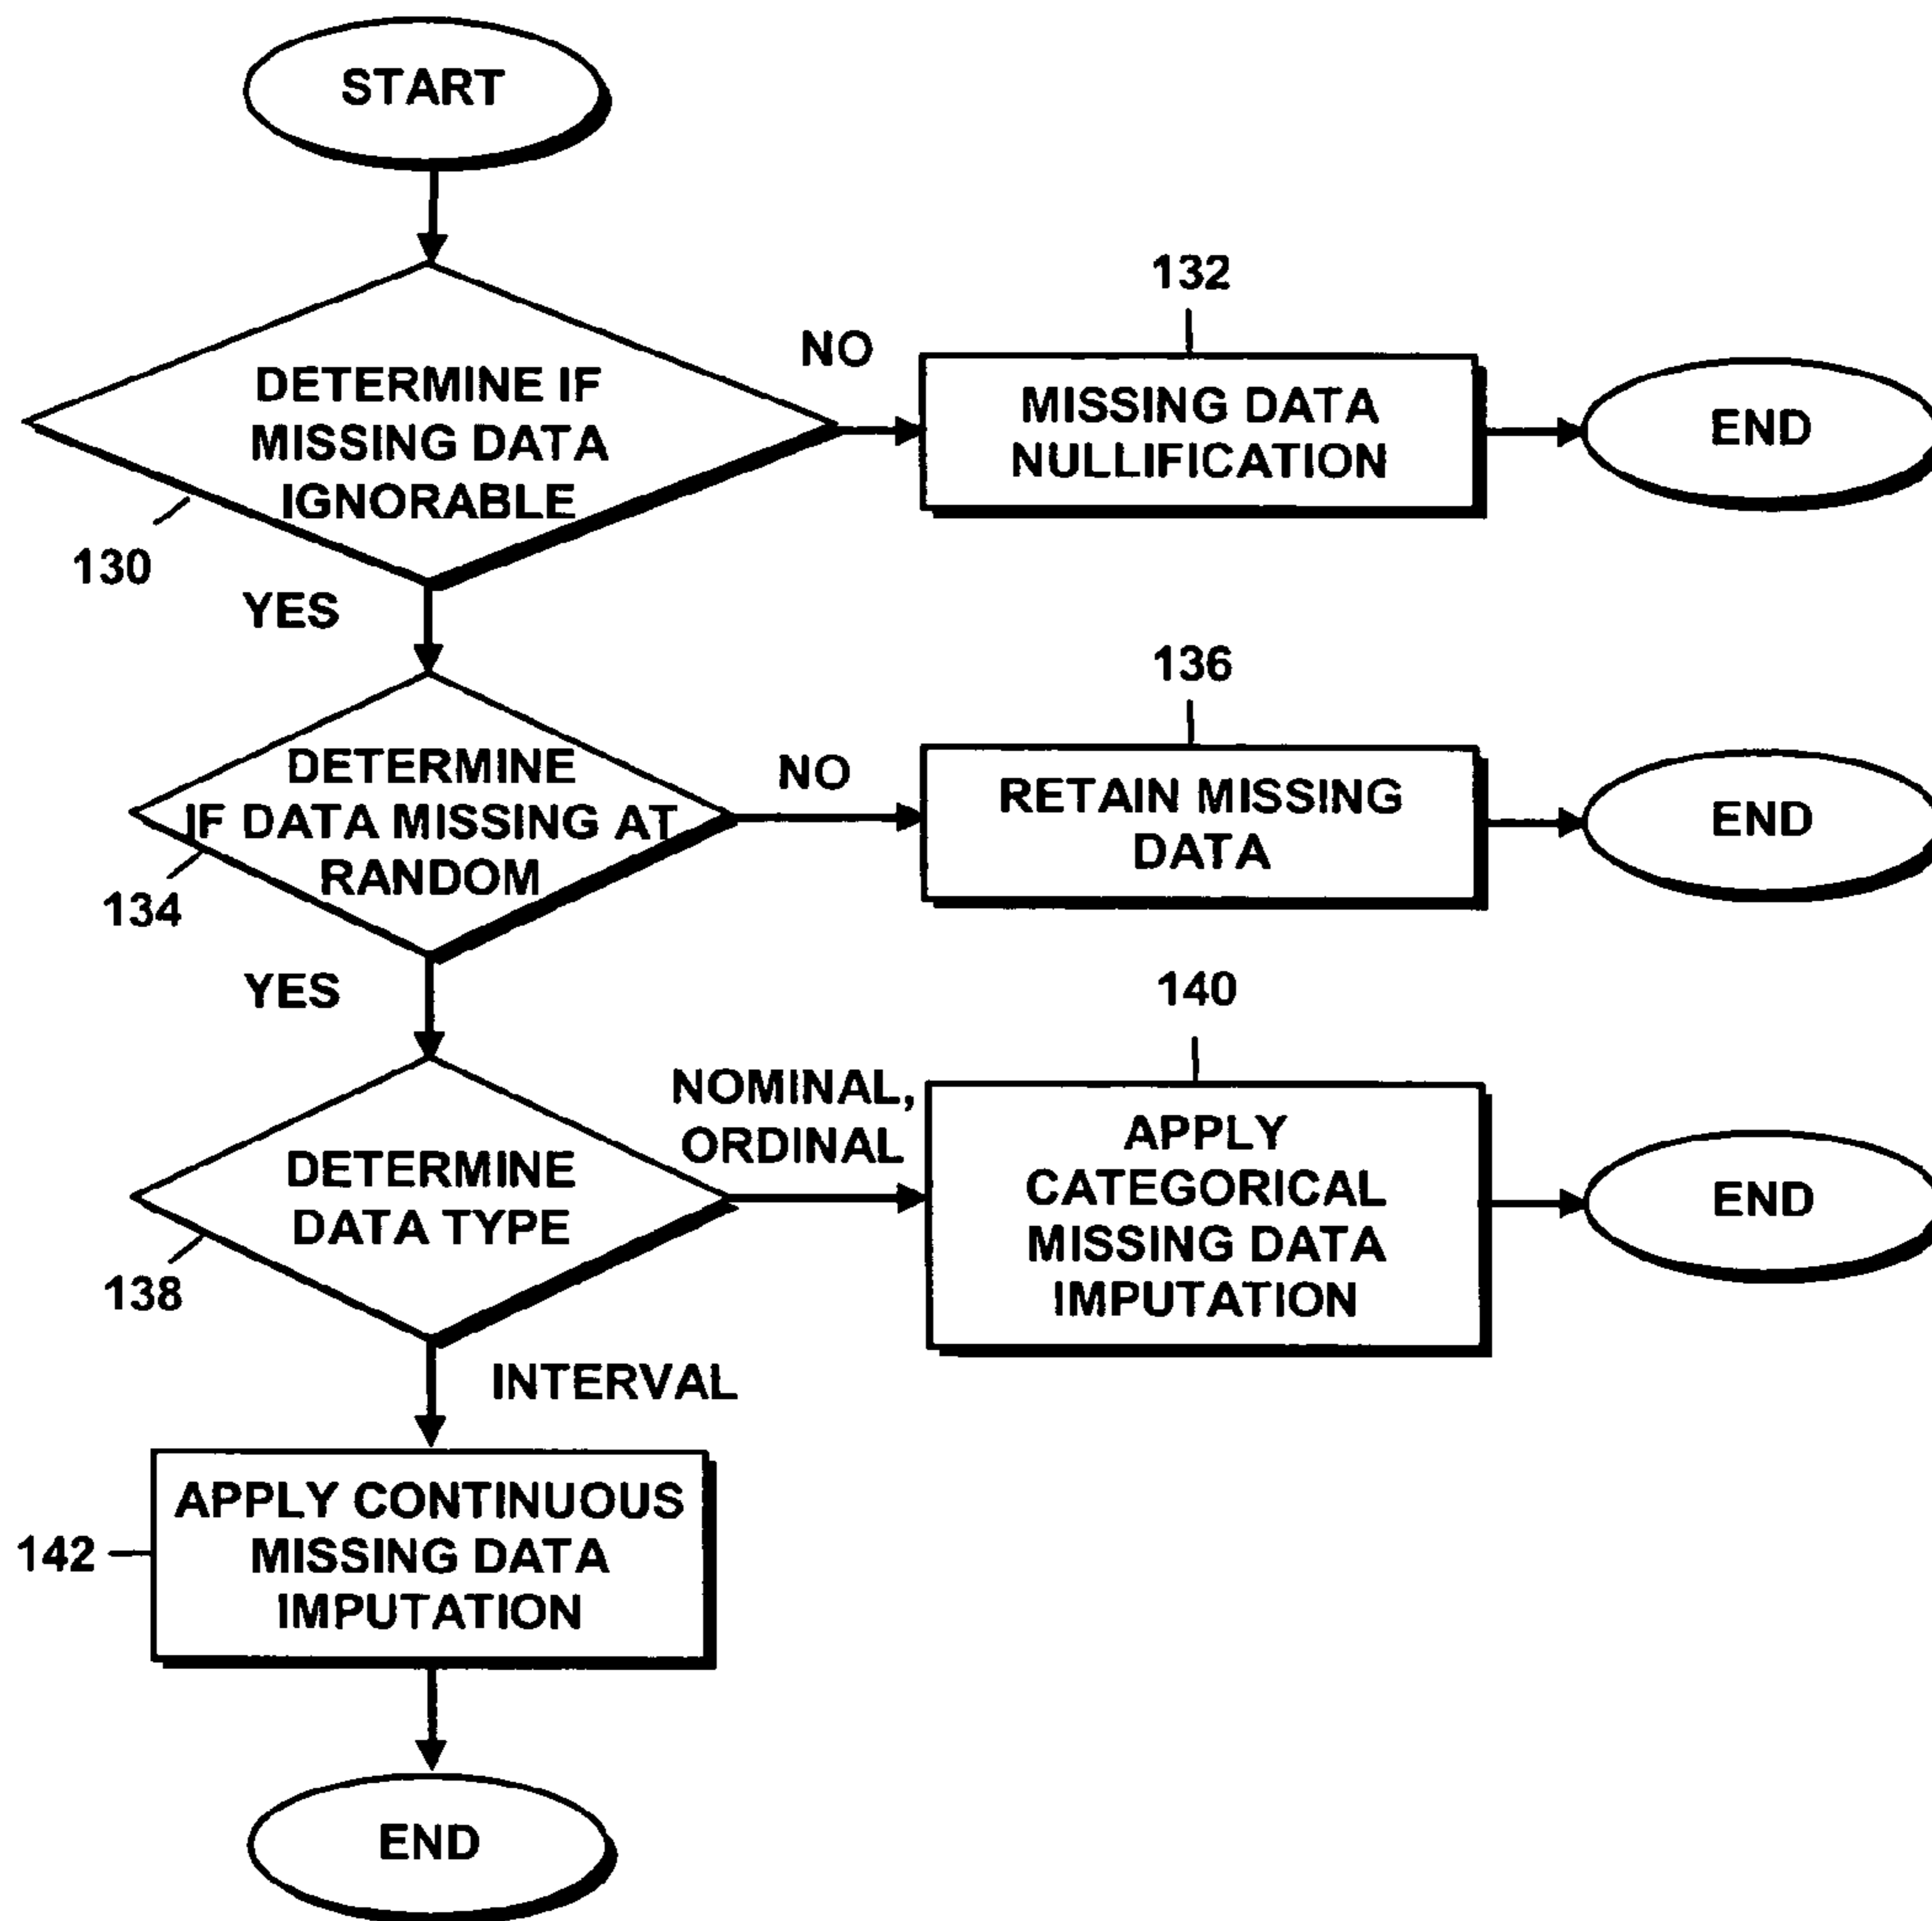 START
132
NO
DETERMINE IF
MISSING DATA
IGNORABLE
MISSING DATA
NULLIFICATION
END
130
YES
136
DETERMINE
IF DATA MISSING AT
RANDOM
NO
RETAIN MISSING
DATA
END
134
YES
140
NOMINAL,
ORDINAL
DETERMINE
DATA TYPE
APPLY
CATEGORICAL
MISSING DATA
IMPUTATION
END
138
INTERVAL
APPLY CONTINUOUS
MISSING DATA
IMPUTATION
142
END